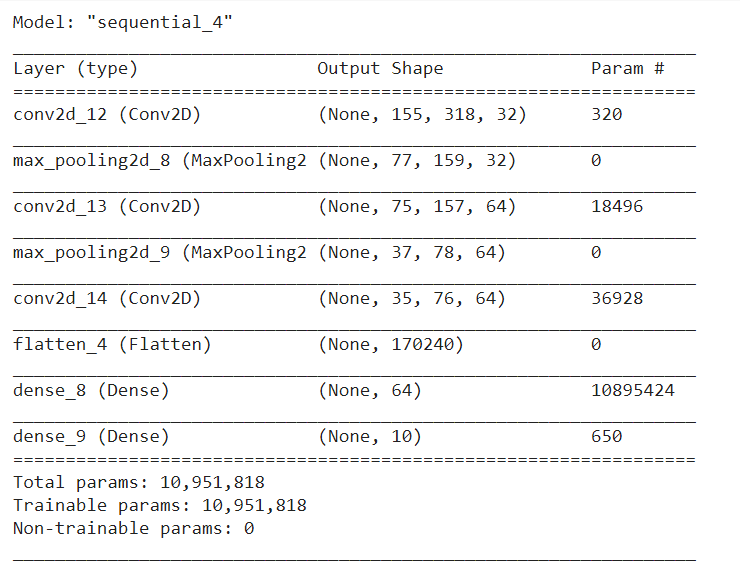 Model: "sequential_4"
Layer (type) Output Shape Param #
conv2d_12 (Conv2D) (None, 155, 318, 32) 320
max_pooling2d_8 (MaxPooling2 (None, 77, 159, 32) 0
conv2d_13 (Conv2D) (None, 75, 157, 64) 18496
max_pooling2d_9 (MaxPooling2 (None, 37, 78, 64) 0
conv2d_14 (Conv2D) (None, 35, 76, 64) 36928
flatten_4 (Flatten) (None, 170240) 0
dense_8 (Dense) (None, 64) 10895424
dense_9 (Dense) (None, 10) 650
Total params: 10,951,818
Trainable params: 10,951,818
Non-trainable params: 0